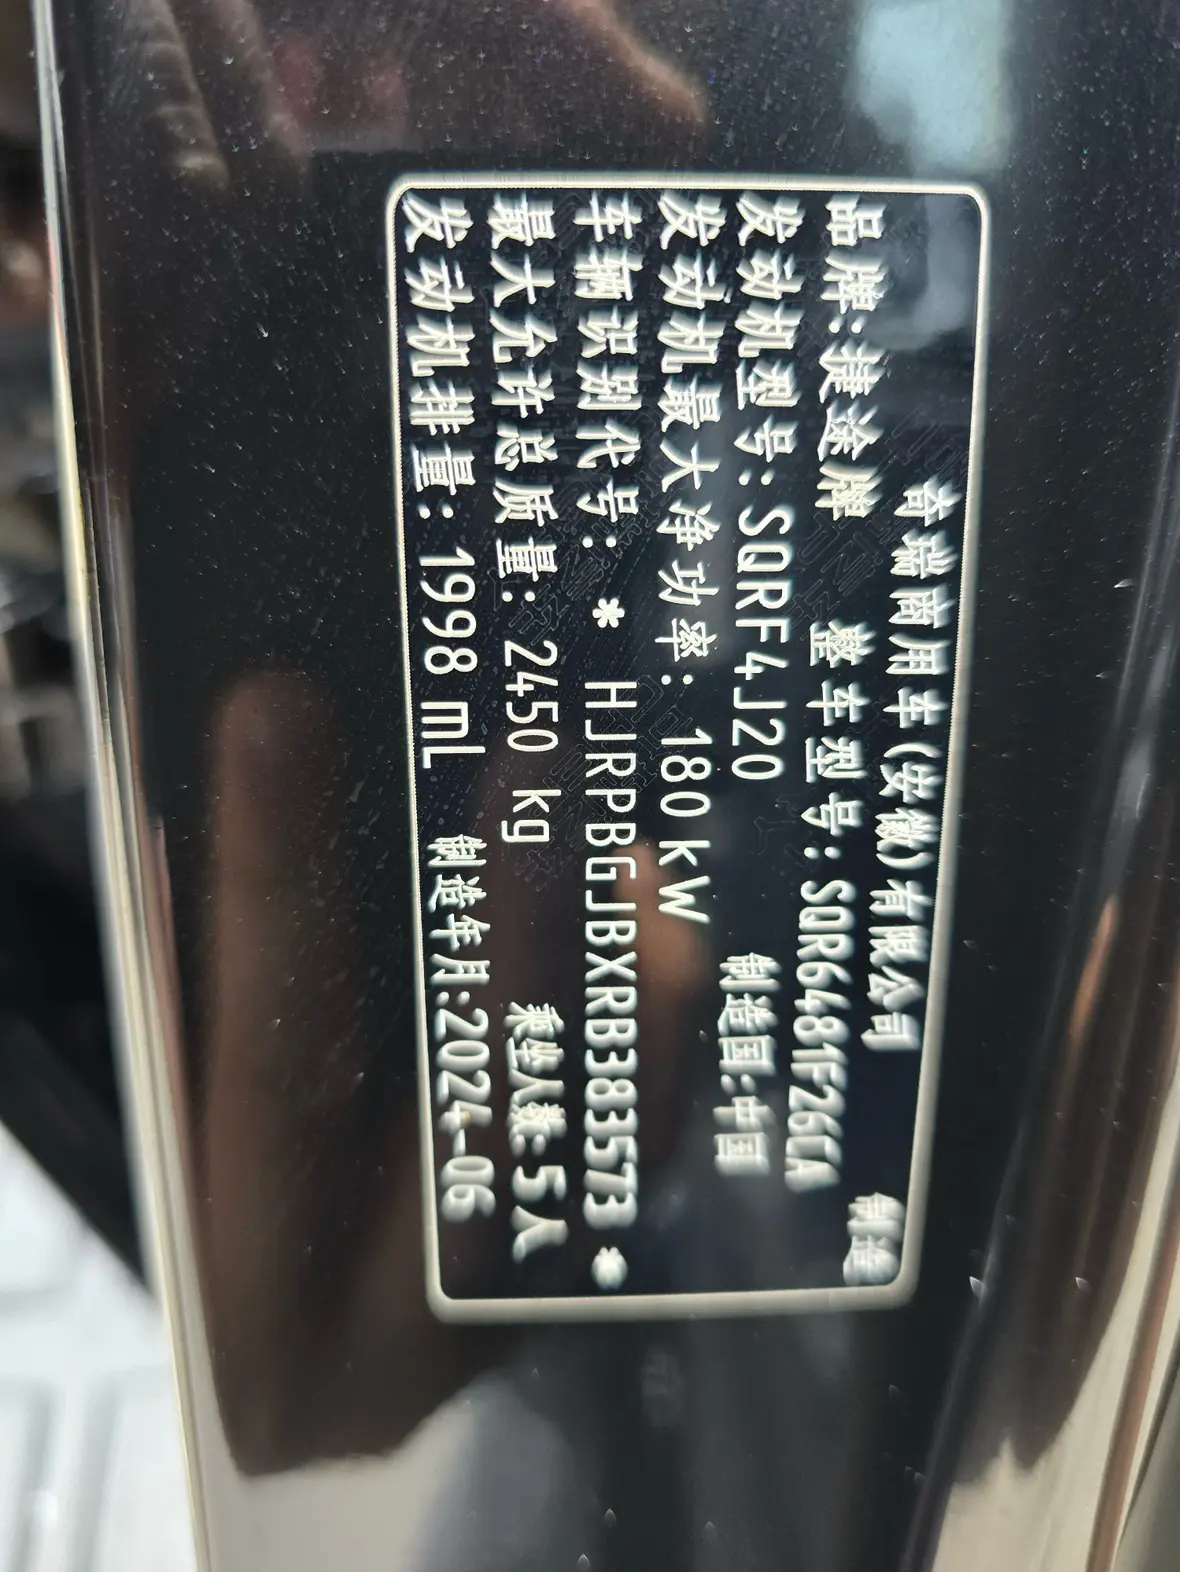 奇瑞商用车(安徽)有限公司 制造
品牌:捷途牌 整车型号:SQR6481F26CA
发动机型号:SQRF4J20 制造国:中国
发动机最大净功率: 180 kW
车辆识别代号: * HJRPBGJBXRB383573 *
最大允许总质量: 2450 kg 乘坐人数: 5人
发动机排量: 1998 mL 制造年月:2024-06